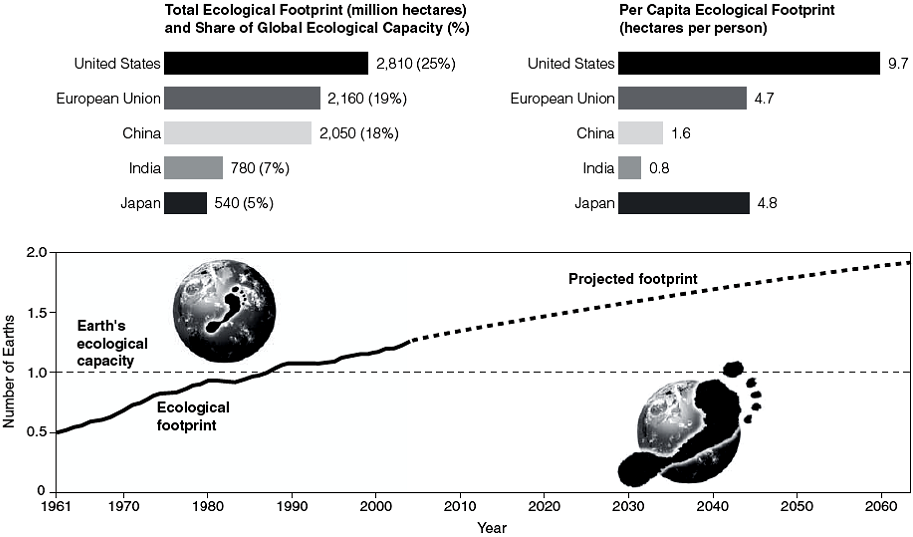 Total Ecological Footprint (million hectares)
and Share of Global Ecological Capacity (%)
United States 2,810 (25%)
European Union 2,160 (19%)
China 2,050 (18%)
India 780 (7%)
Japan 540 (5%)
Per Capita Ecological Footprint
(hectares per person)
United States 9.7
European Union 4.7
China 1.6
India 0.8
Japan 4.8
Number of Earths
2.0
1.5
1.0
0.5
0
Projected footprint
Earth's
ecological
capacity
Ecological
footprint
1961 1970 1980 1990 2000 2010 2020 2030 2040 2050 2060
Year